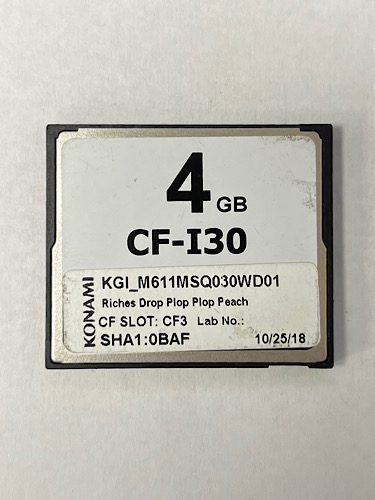 4 GB
CF-I30
KONAMI
KGI_M611MSQ030WD01
Riches Drop Plop Plop Peach
CF SLOT: CF3 Lab No.:
SHA1:0BAF 10/25/18